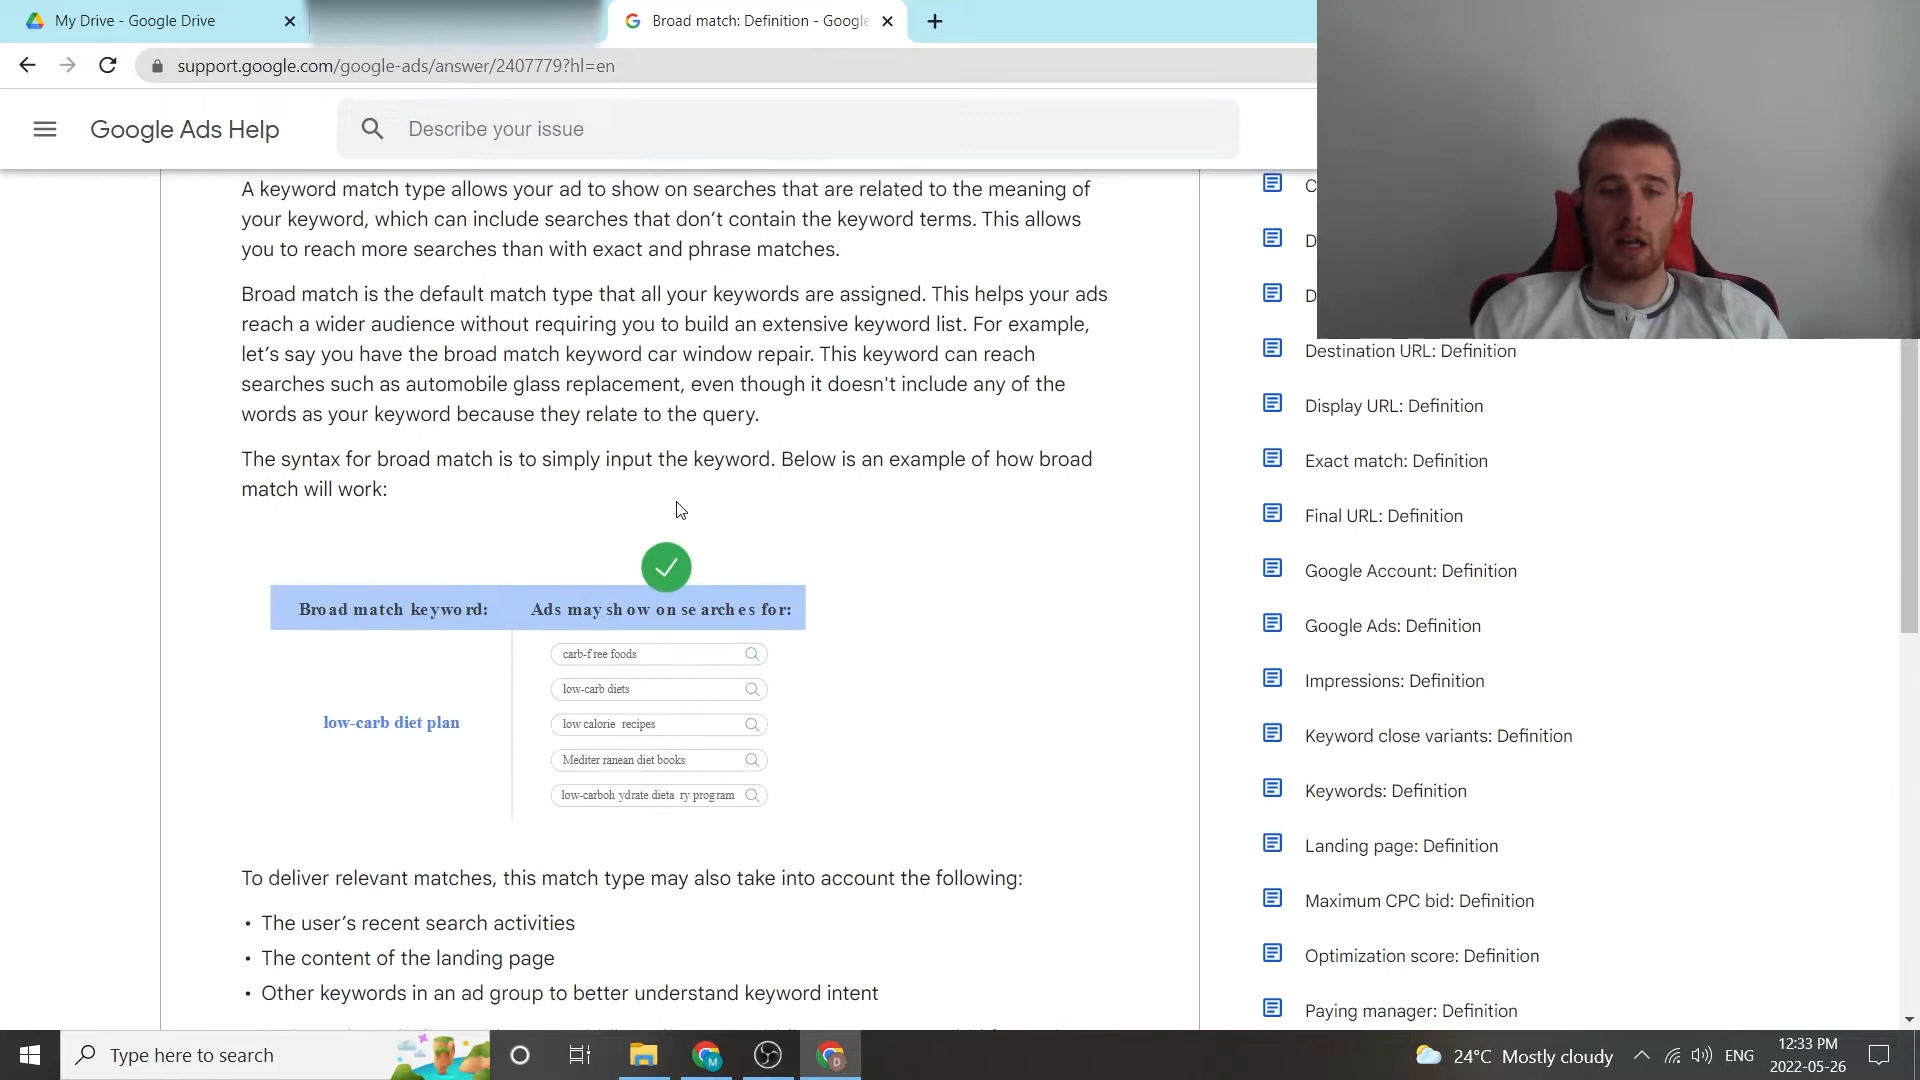 My Drive - Google Drive
Broad match: Definition - Google
support.google.com/google-ads/answer/2407779?hl=en
Google Ads Help
Describe your issue
A keyword match type allows your ad to show on searches that are related to the meaning of
your keyword, which can include searches that don’t contain the keyword terms. This allows
you to reach more searches than with exact and phrase matches.
Broad match is the default match type that all your keywords are assigned. This helps your ads
reach a wider audience without requiring you to build an extensive keyword list. For example,
let’s say you have the broad match keyword car window repair. This keyword can reach
searches such as automobile glass replacement, even though it doesn't include any of the
words as your keyword because they relate to the query.
The syntax for broad match is to simply input the keyword. Below is an example of how broad
match will work:
Broad match keyword:
Ads may show on searches for:
low-carb diet plan
carb-free foods
low-carb diets
low calorie recipes
Mediterranean diet books
low-carbohydrate dietary program
To deliver relevant matches, this match type may also take into account the following:
• The user’s recent search activities
• The content of the landing page
• Other keywords in an ad group to better understand keyword intent
C
D
D
Destination URL: Definition
Display URL: Definition
Exact match: Definition
Final URL: Definition
Google Account: Definition
Google Ads: Definition
Impressions: Definition
Keyword close variants: Definition
Keywords: Definition
Landing page: Definition
Maximum CPC bid: Definition
Optimization score: Definition
Paying manager: Definition
Type here to search
M
D
24°C Mostly cloudy
ENG
12:33 PM
2022-05-26